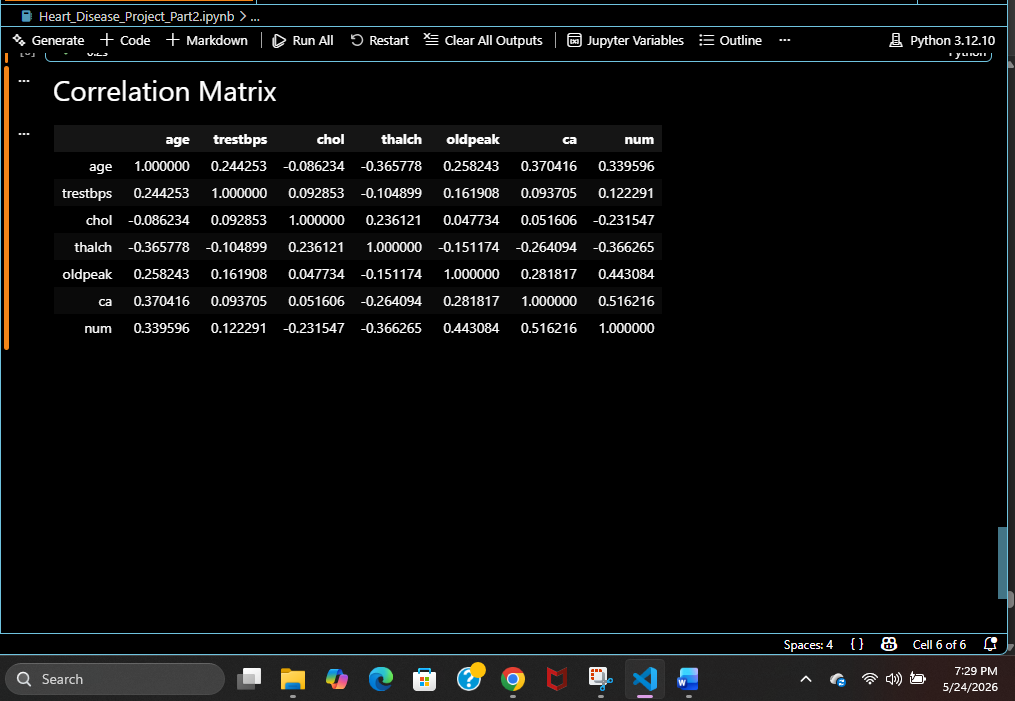 Heart_Disease_Project_Part2.ipynb > ...
Generate + Code + Markdown | Run All Restart Clear All Outputs | Jupyter Variables Outline ... Python 3.12.10
Python
...
Correlation Matrix
...
age trestbps chol thalch oldpeak ca num
age 1.000000 0.244253 -0.086234 -0.365778 0.258243 0.370416 0.339596
trestbps 0.244253 1.000000 0.092853 -0.104899 0.161908 0.093705 0.122291
chol -0.086234 0.092853 1.000000 0.236121 0.047734 0.051606 -0.231547
thalch -0.365778 -0.104899 0.236121 1.000000 -0.151174 -0.264094 -0.366265
oldpeak 0.258243 0.161908 0.047734 -0.151174 1.000000 0.281817 0.443084
ca 0.370416 0.093705 0.051606 -0.264094 0.281817 1.000000 0.516216
num 0.339596 0.122291 -0.231547 -0.366265 0.443084 0.516216 1.000000
Spaces: 4 {} Cell 6 of 6
Search
7:29 PM
5/24/2026